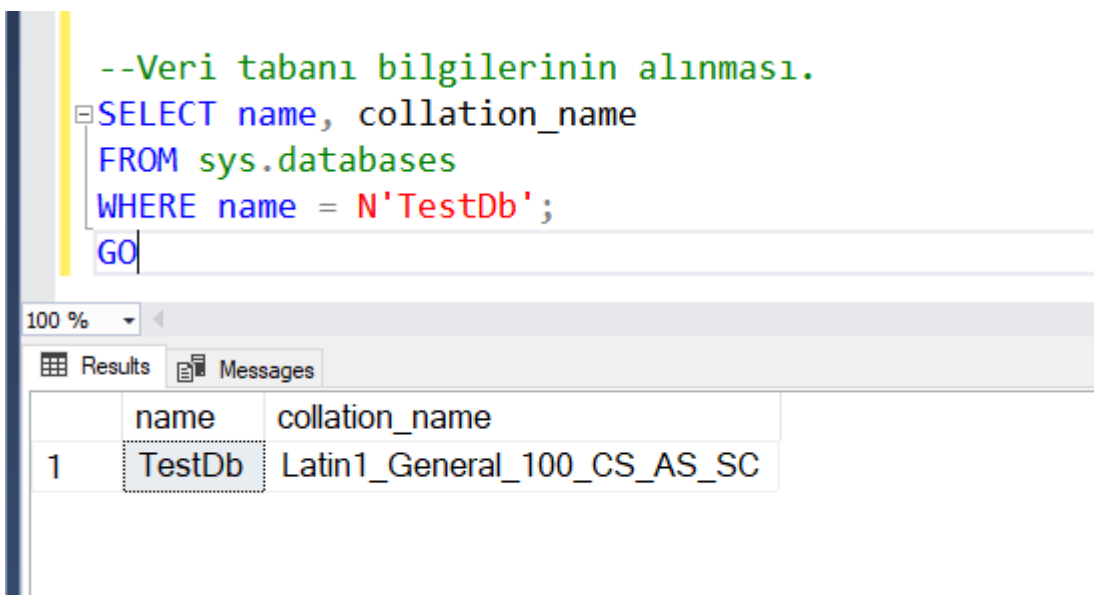 --Veri tabanı bilgilerinin alınması.
SELECT name, collation_name
FROM sys.databases
WHERE name = N'TestDb';
GO
100 %
Results Messages
name collation_name
1 TestDb Latin1_General_100_CS_AS_SC